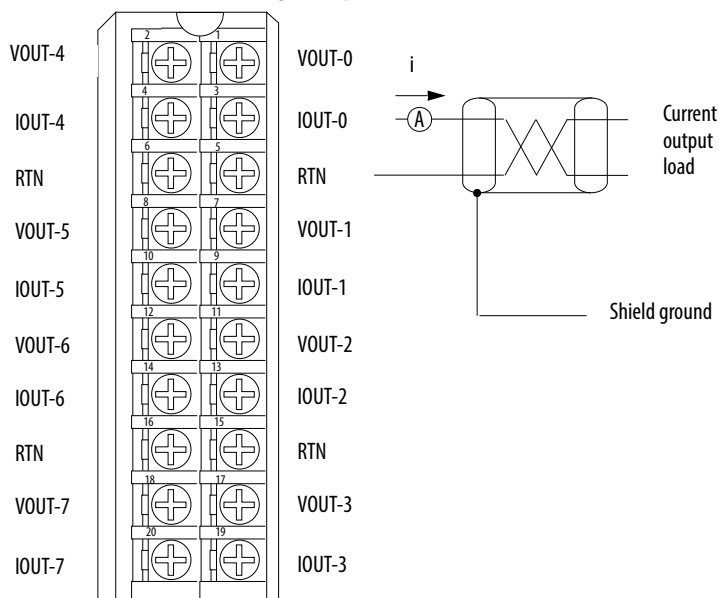 2 1
VOUT-4 VOUT-0
4 3
IOUT-4 IOUT-0
6 5
RTN RTN
8 7
VOUT-5 VOUT-1
10 9
IOUT-5 IOUT-1
12 11
VOUT-6 VOUT-2
14 13
IOUT-6 IOUT-2
16 15
RTN RTN
18 17
VOUT-7 VOUT-3
20 19
IOUT-7 IOUT-3
i
A
Current
output
load
Shield ground